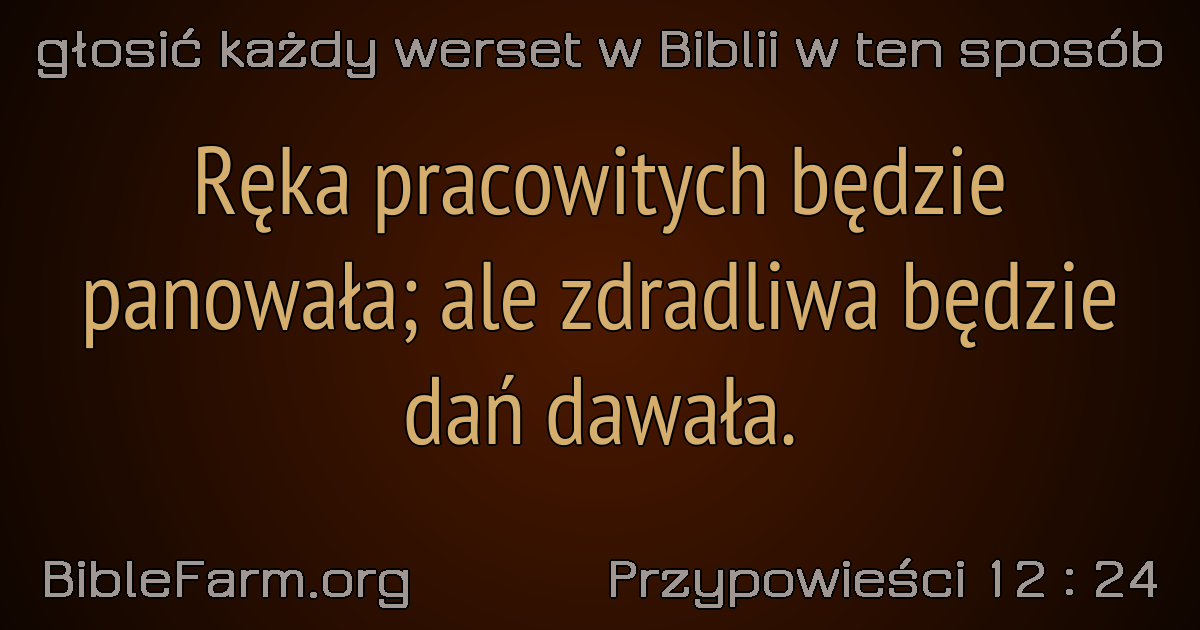 głosić każdy werset w Biblii w ten sposób
Ręka pracowitych będzie
panowała; ale zdradliwa będzie
dań dawała.
BibleFarm.org
Przypowieści 12 : 24